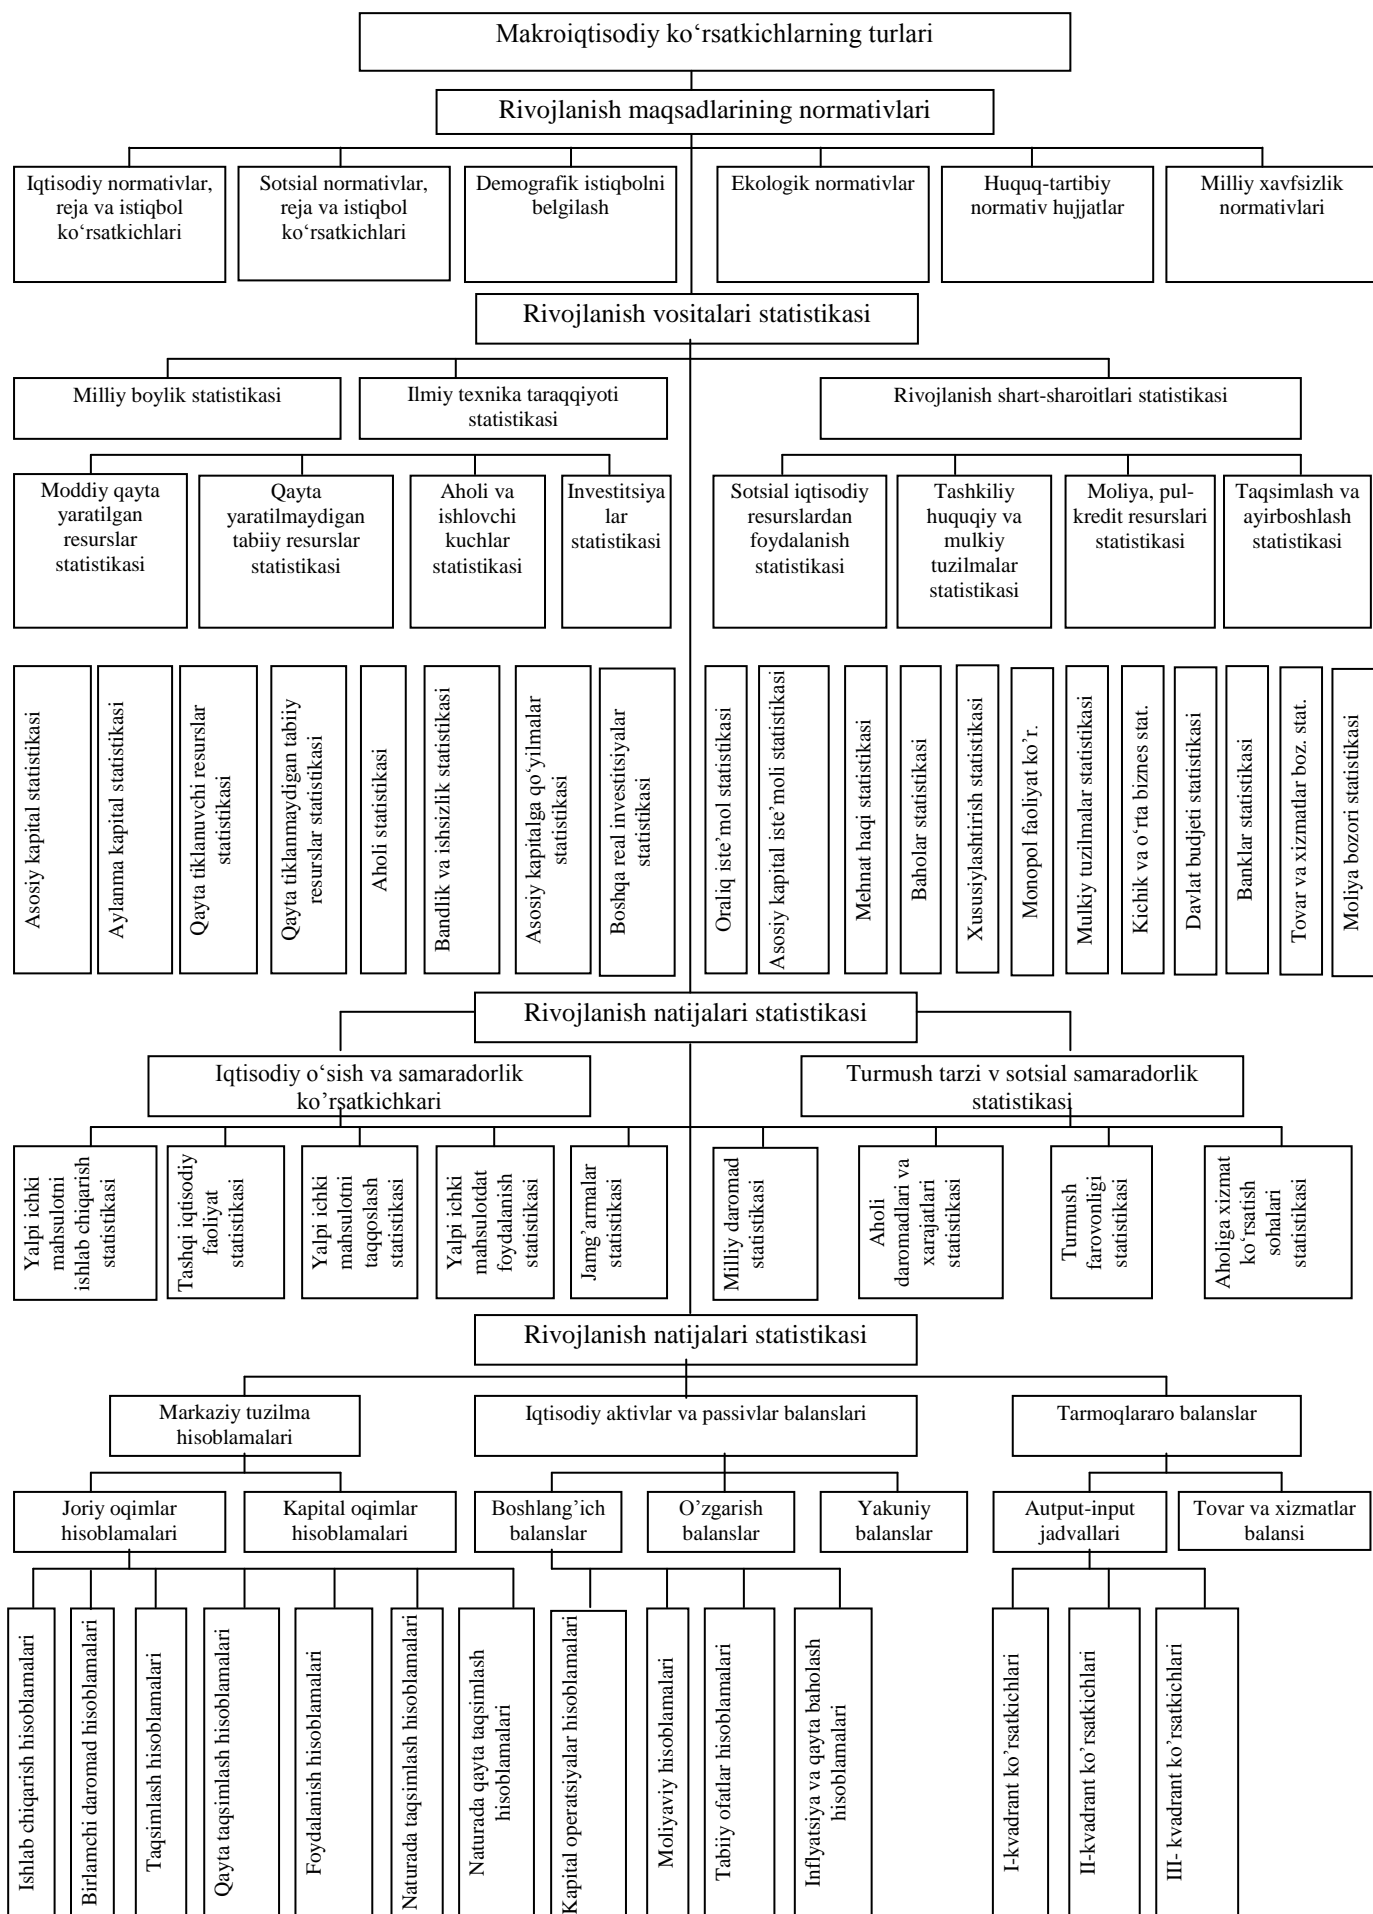 Makroiqtisodiy ko‘rsatkichlarning turlari
Rivojlanish maqsadlarining normativlari
Iqtisodiy normativlar,
reja va istiqbol
ko‘rsatkichlari
Sotsial normativlar,
reja va istiqbol
ko‘rsatkichlari
Demografik istiqbolni
belgilash
Ekologik normativlar
Huquq-tartibiy
normativ hujjatlar
Milliy xavfsizlik
normativlari
Rivojlanish vositalari statistikasi
Milliy boylik statistikasi
Ilmiy texnika taraqqiyoti
statistikasi
Rivojlanish shart-sharoitlari statistikasi
Moddiy qayta
yaratilgan
resurslar
statistikasi
Qayta
yaratilmaydigan
tabiiy resurslar
statistikasi
Aholi va
ishlovchi
kuchlar
statistikasi
Investitsiya
lar
statistikasi
Sotsial iqtisodiy
resurslardan
foydalanish
statistikasi
Tashkiliy
huquqiy va
mulkiy
tuzilmalar
statistikasi
Moliya, pul-
kredit resurslari
statistikasi
Taqsimlash va
ayirboshlash
statistikasi
Asosiy kapital statistikasi
Aylanma kapital statistikasi
Qayta tiklanuvchi resurslar
statistikasi
Qayta tiklanmaydigan tabiiy
resurslar statistikasi
Aholi statistikasi
Bandlik va ishsizlik statistikasi
Asosiy kapitalga qo‘yilmalar
statistikasi
Boshqa real investitsiyalar
statistikasi
Oraliq iste’mol statistikasi
Asosiy kapital iste’moli statistikasi
Mehnat haqi statistikasi
Baholar statistikasi
Xususiylashtirish statistikasi
Monopol faoliyat ko’r.
Mulkiy tuzilmalar statistikasi
Kichik va o‘rta biznes stat.
Davlat budjeti statistikasi
Banklar statistikasi
Tovar va xizmatlar boz. stat.
Moliya bozori statistikasi
Rivojlanish natijalari statistikasi
Iqtisodiy o‘sish va samaradorlik
ko’rsatkichkari
Turmush tarzi v sotsial samaradorlik
statistikasi
Yalpi ichki
mahsulotni
ishlab chiqarish
statistikasi
Tashqi iqtisodiy
faoliyat
statistikasi
Yalpi ichki
mahsulotni
taqqoslash
statistikasi
Yalpi ichki
mahsulotdat
foydalanish
statistikasi
Jamg’armalar
statistikasi
Milliy daromad
statistikasi
Aholi
daromadlari va
xarajatlari
statistikasi
Turmush
farovonligi
statistikasi
Aholiga xizmat
ko‘rsatish
sohalari
statistikasi
Rivojlanish natijalari statistikasi
Markaziy tuzilma
hisoblamalari
Iqtisodiy aktivlar va passivlar balanslari
Tarmoqlararo balanslar
Joriy oqimlar
hisoblamalari
Kapital oqimlar
hisoblamalari
Boshlang’ich
balanslar
O’zgarish
balanslar
Yakuniy
balanslar
Autput-input
jadvallari
Tovar va xizmatlar
balansi
Ishlab chiqarish hisoblamalari
Birlamchi daromad hisoblamalari
Taqsimlash hisoblamalari
Qayta taqsimlash hisoblamalari
Foydalanish hisoblamalari
Naturada taqsimlash hisoblamalari
Naturada qayta taqsimlash
hisoblamalari
Kapital operatsiyalar hisoblamalari
Moliyaviy hisoblamalari
Tabiiy ofatlar hisoblamalari
Inflyatsiya va qayta baholash
hisoblamalari
I-kvadrant ko’rsatkichlari
II-kvadrant ko’rsatkichlari
III- kvadrant ko’rsatkichlari